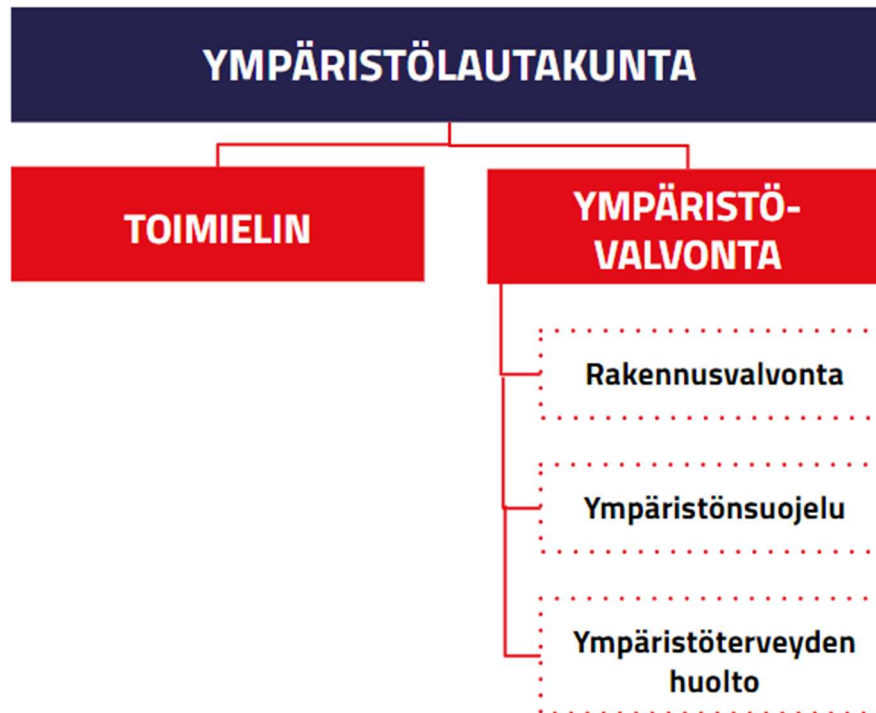 YMPÄRISTÖLAUTAKUNTA
TOIMIELIN
YMPÄRISTÖ-
VALVONTA
Rakennusvalvonta
Ympäristönsuojelu
Ympäristöterveyden
huolto